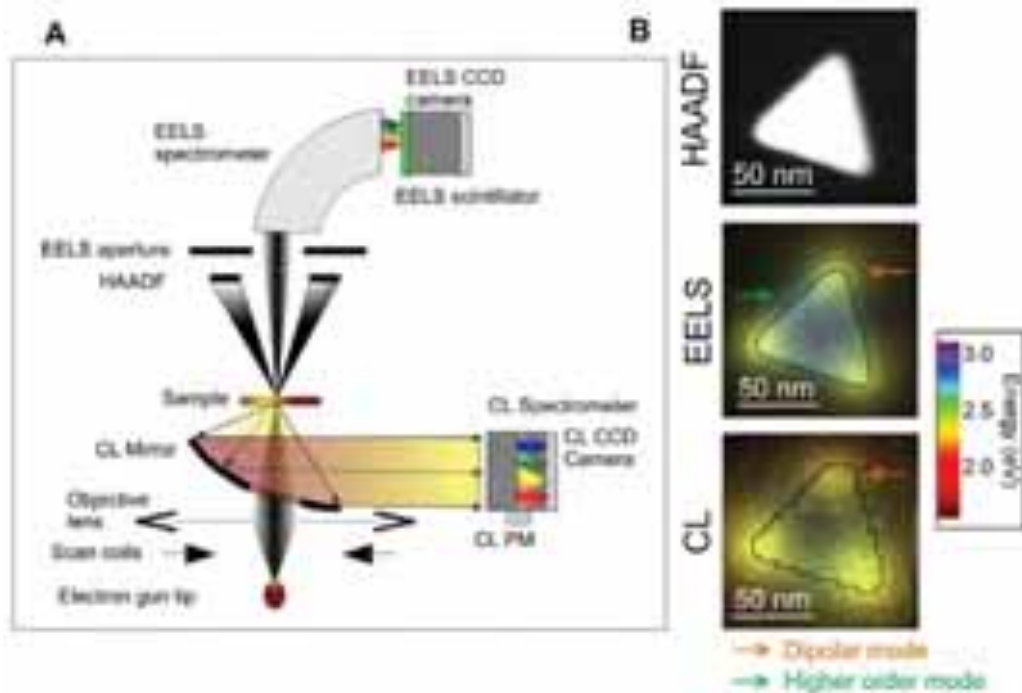 A
EELS CCD
camera
EELS
spectrometer
EELS scintillator
EELS aperture
HAADF
Sample
CL Spectrometer
CL Mirror
CL CCD
Camera
Objective
lens
CL PM
Scan coils
Electron gun tip
B
HAADF
50 nm
EELS
50 nm
CL
50 nm
3.0
2.5
2.0
Energy (eV)
Dipolar mode
Higher order mode